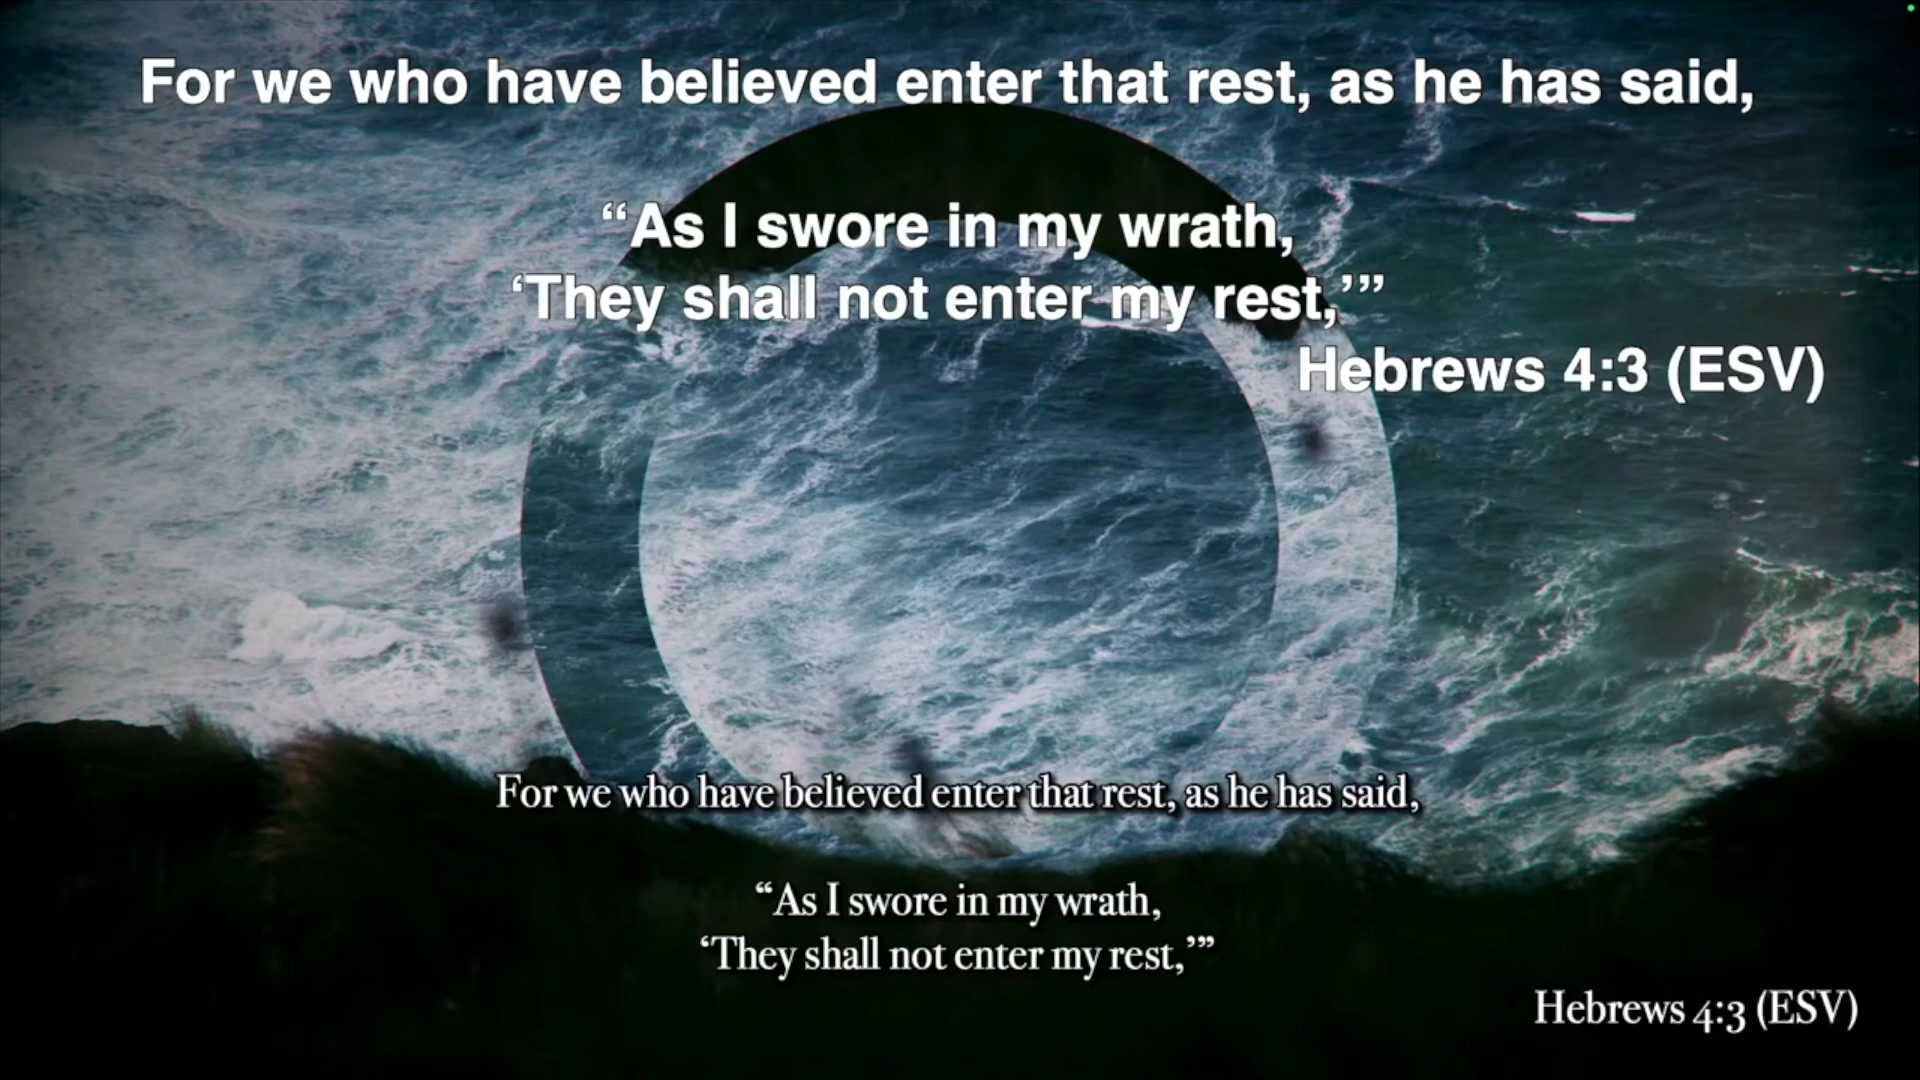 For we who have believed enter that rest, as he has said,
“As I swore in my wrath,
‘They shall not enter my rest,’”
Hebrews 4:3 (ESV)
For we who have believed enter that rest, as he has said,
“As I swore in my wrath,
‘They shall not enter my rest,’”
Hebrews 4:3 (ESV)